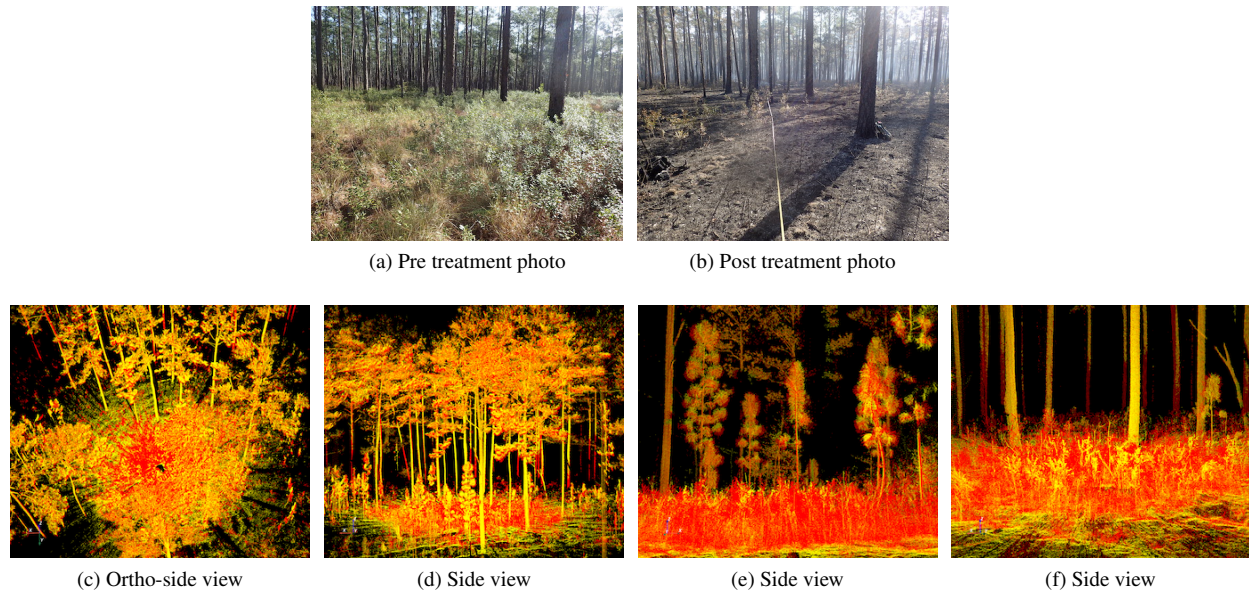 (a) Pre treatment photo
(b) Post treatment photo
(c) Ortho-side view
(d) Side view
(e) Side view
(f) Side view